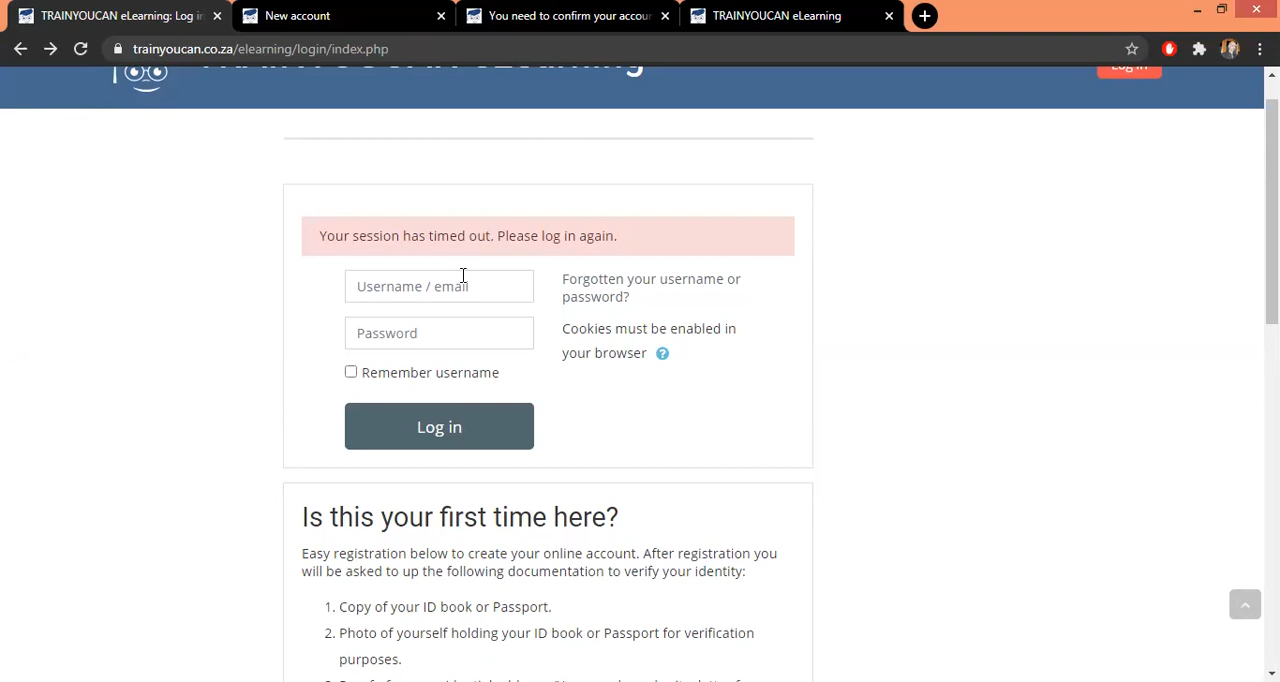 TRAINYOUCAN eLearning: Log in
New account
You need to confirm your accou
TRAINYOUCAN eLearning
trainyoucan.co.za/elearning/login/index.php
TRAINYOUCAN eLearning
Log in
Your session has timed out. Please log in again.
Username / email
Forgotten your username or
password?
Password
Cookies must be enabled in
your browser
Remember username
Log in
Is this your first time here?
Easy registration below to create your online account. After registration you
will be asked to up the following documentation to verify your identity:
1. Copy of your ID book or Passport.
2. Photo of yourself holding your ID book or Passport for verification
purposes.